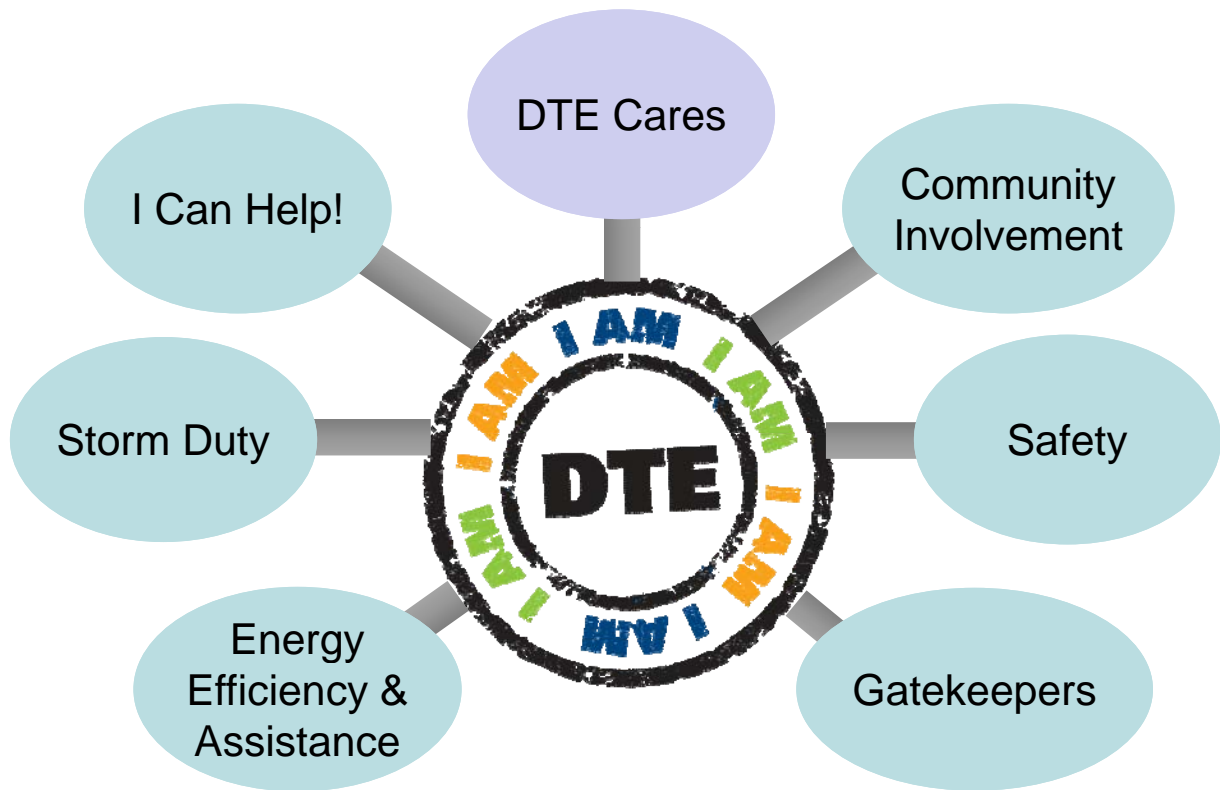 DTE Cares
I Can Help!
Community
Involvement
I AM I AM I AM I AM I AM I AM
DTE
Storm Duty
Safety
Energy
Efficiency &
Assistance
Gatekeepers